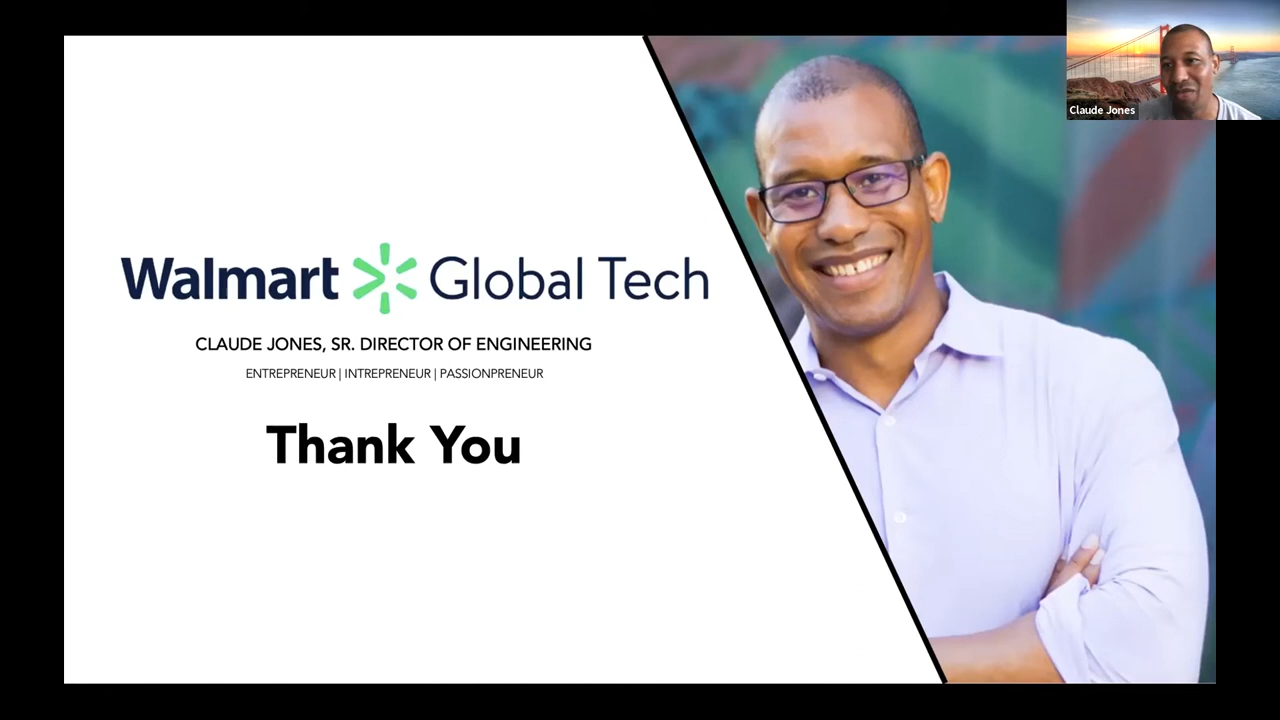 Claude Jones
Walmart Global Tech
CLAUDE JONES, SR. DIRECTOR OF ENGINEERING
ENTREPRENEUR | INTREPRENEUR | PASSIONPRENEUR
Thank You